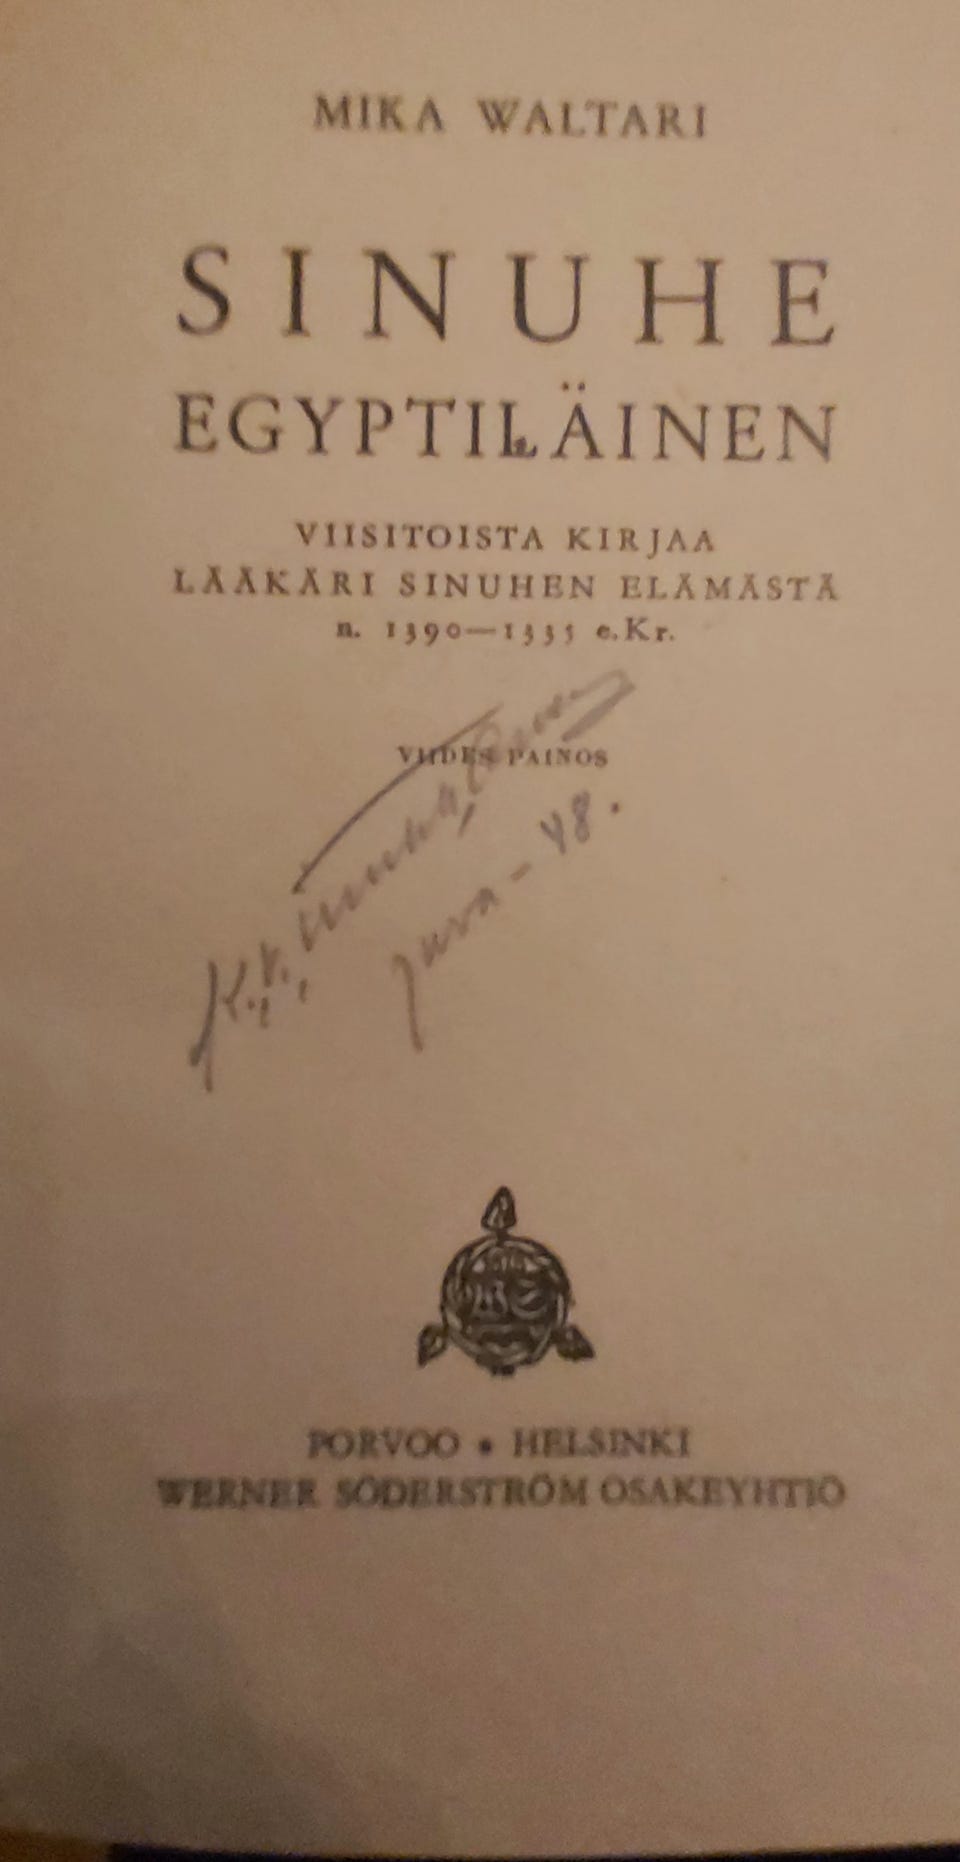 MIKA WALTARI
SINUHE
EGYPTILÄINEN
VIISITOISTA KIRJAA
LÄÄKÄRI SINUHEN ELÄMÄSTÄ
n. 1390—1335 e.Kr.
VIIDES PAINOS
- 48.
PORVOO • HELSINKI
WERNER SÖDERSTRÖM OSAKEYHTIÖ